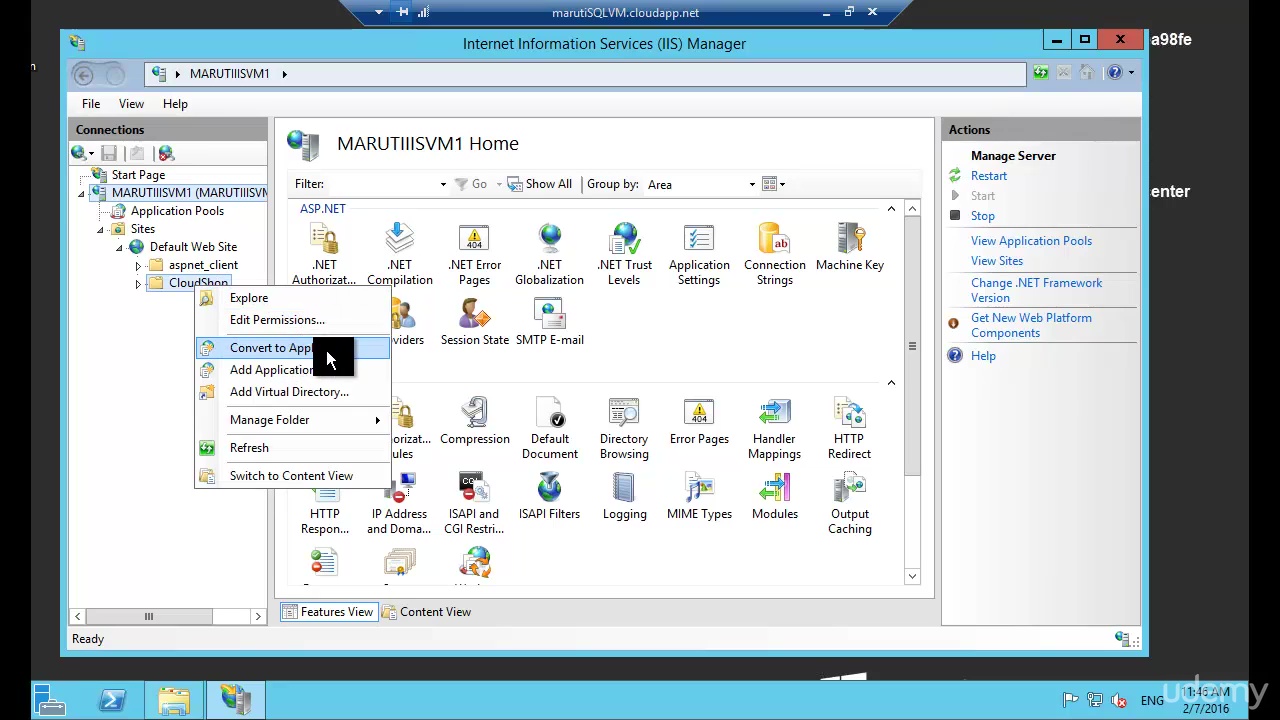 marutiSQLVM.cloudapp.net
Internet Information Services (IIS) Manager
a98fe
MARUTIIISVM1
File View Help
Connections
Start Page
MARUTIIISVM1 (MARUTIIISVM
Application Pools
Sites
Default Web Site
aspnet_client
CloudShop
Explore
Edit Permissions...
Convert to Appl
Add Application
Add Virtual Directory...
Manage Folder
Refresh
Switch to Content View
MARUTIIISVM1 Home
Filter: Go Show All Group by: Area
ASP.NET
.NET Authorizat...
.NET Compilation
.NET Error Pages
.NET Globalization
.NET Trust Levels
Application Settings
Connection Strings
Machine Key
viders
Session State
SMTP E-mail
orizat... ules
Compression
Default Document
Directory Browsing
Error Pages
Handler Mappings
HTTP Redirect
HTTP Respon...
IP Address and Doma...
ISAPI and CGI Restri...
ISAPI Filters
Logging
MIME Types
Modules
Output Caching
Features View
Content View
Actions
Manage Server
Restart
Start
Stop
View Application Pools
View Sites
Change .NET Framework
Version
Get New Web Platform
Components
Help
enter
Ready
ENG
11:46 AM
2/7/2016
udemy